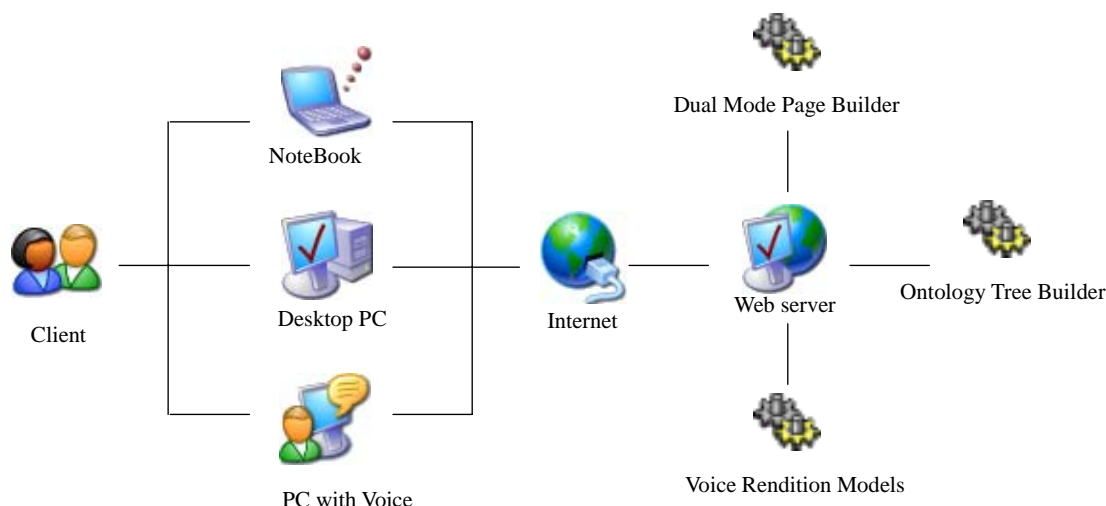 Dual Mode Page Builder
NoteBook
Client
Desktop PC
Internet
Web server
Ontology Tree Builder
PC with Voice
Voice Rendition Models